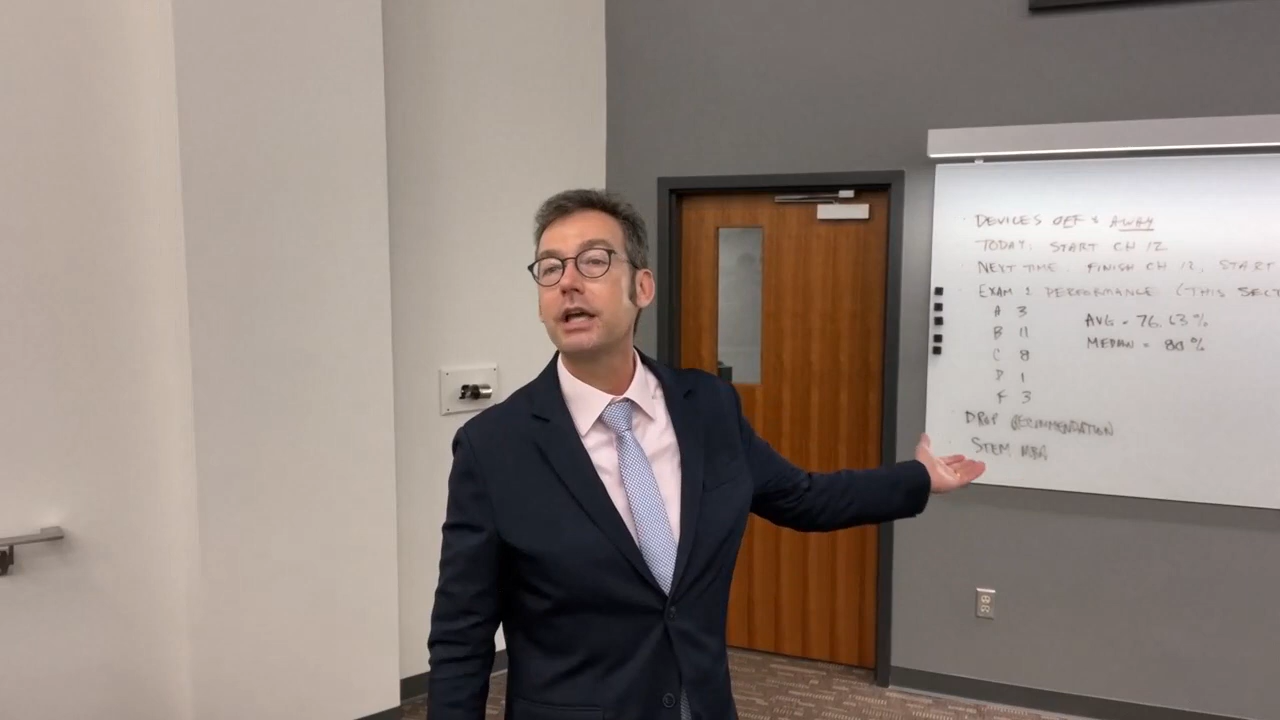 DEVICES OFF & AWAY
TODAY: START CH 12
NEXT TIME: FINISH CH 12, START
EXAM 1 PERFORMANCE (THIS SECT
A 3
B 11
C 8
D 1
F 3
AVG = 76.63%
MEDIAN = 80%
DROP RECOMMENDATION
STEM MBA